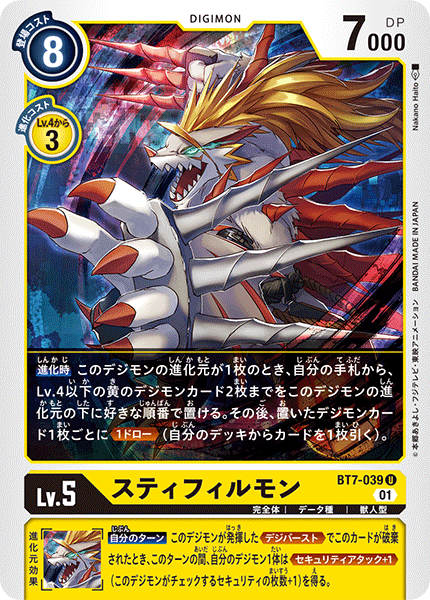 登場コスト
8
DIGIMON
7000
DP
進化コスト
Lv.4から
3
Nakano Haito
BANDAI MADE IN JAPAN
© 本郷あきよし・フジテレビ・東映アニメーション
進化時 このデジモンの進化元が1枚のとき、自分の手札から、
Lv.4以下の黄のデジモンカード2枚までをこのデジモンの進
化元の下に好きな順番で置ける。その後、置いたデジモンカー
ド1枚ごとに 1ドロー (自分のデッキからカードを1枚引く)。
BT7-039 U
01
Lv.5
スティフィルモン
完全体 データ種 獣人型
進化元効果
自分のターン このデジモンが発揮した デジバースト でこのカードが破棄
されたとき、このターンの間、自分のデジモン1体は セキュリティアタック+1
(このデジモンがチェックするセキュリティの枚数+1)を得る。